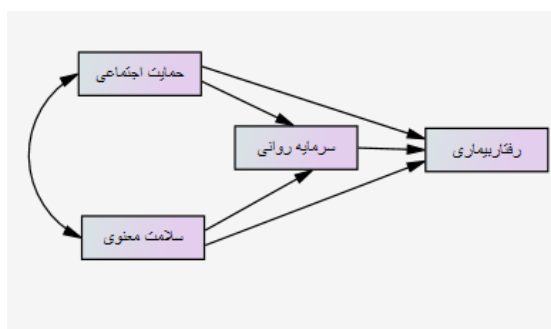 حمایت اجتماعی
سرمایه روانی
رفتاربیماری
سلامت معنوی